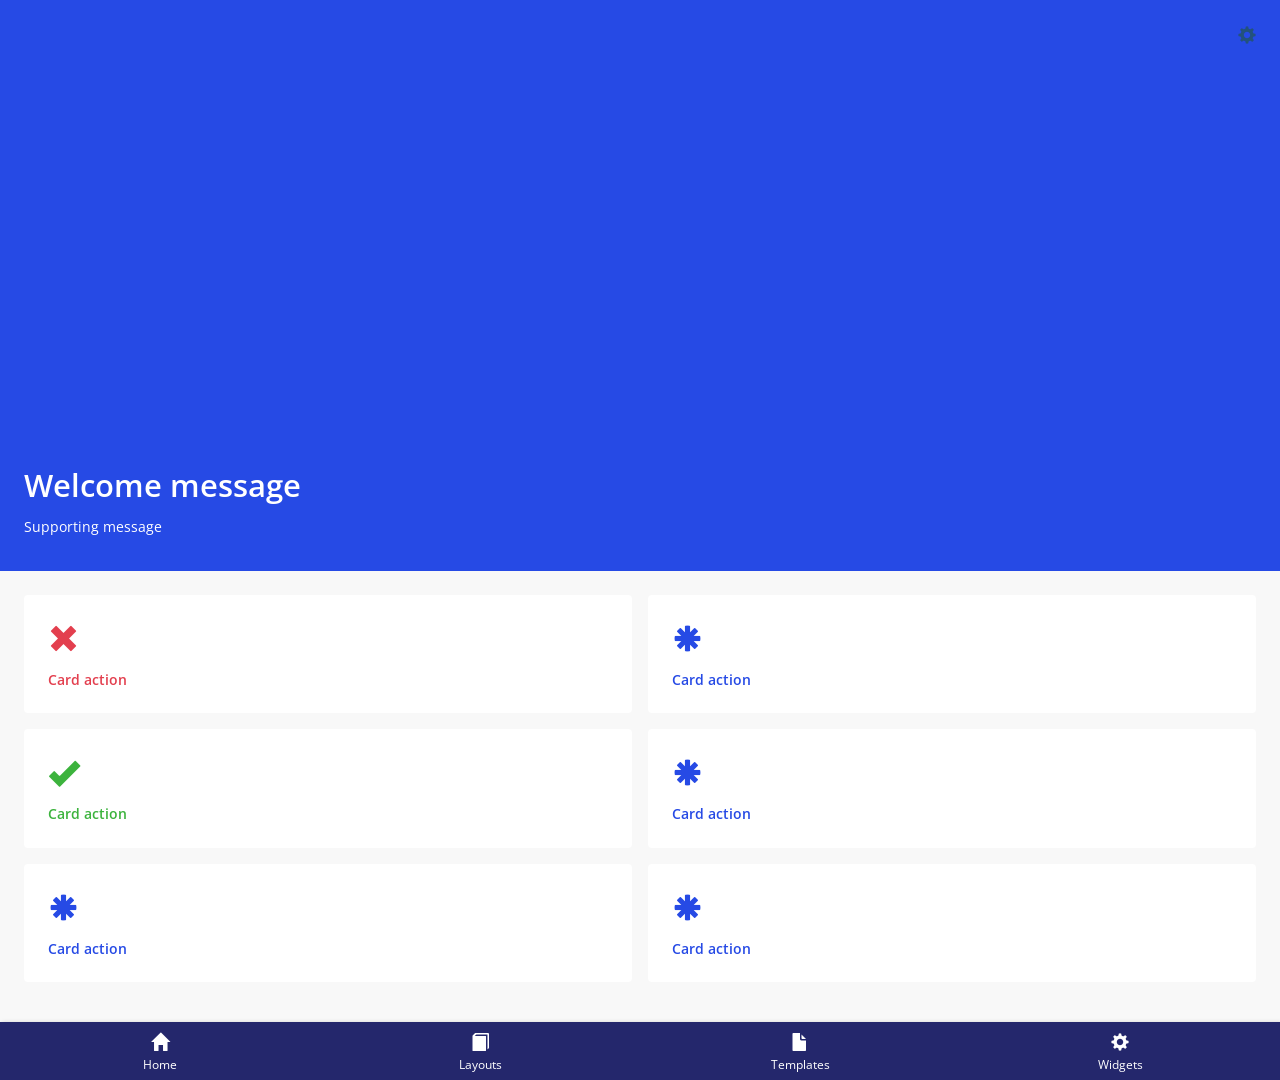 Welcome message
Supporting message
Card action
Card action
Card action
Card action
Card action
Card action
Home
Layouts
Templates
Widgets